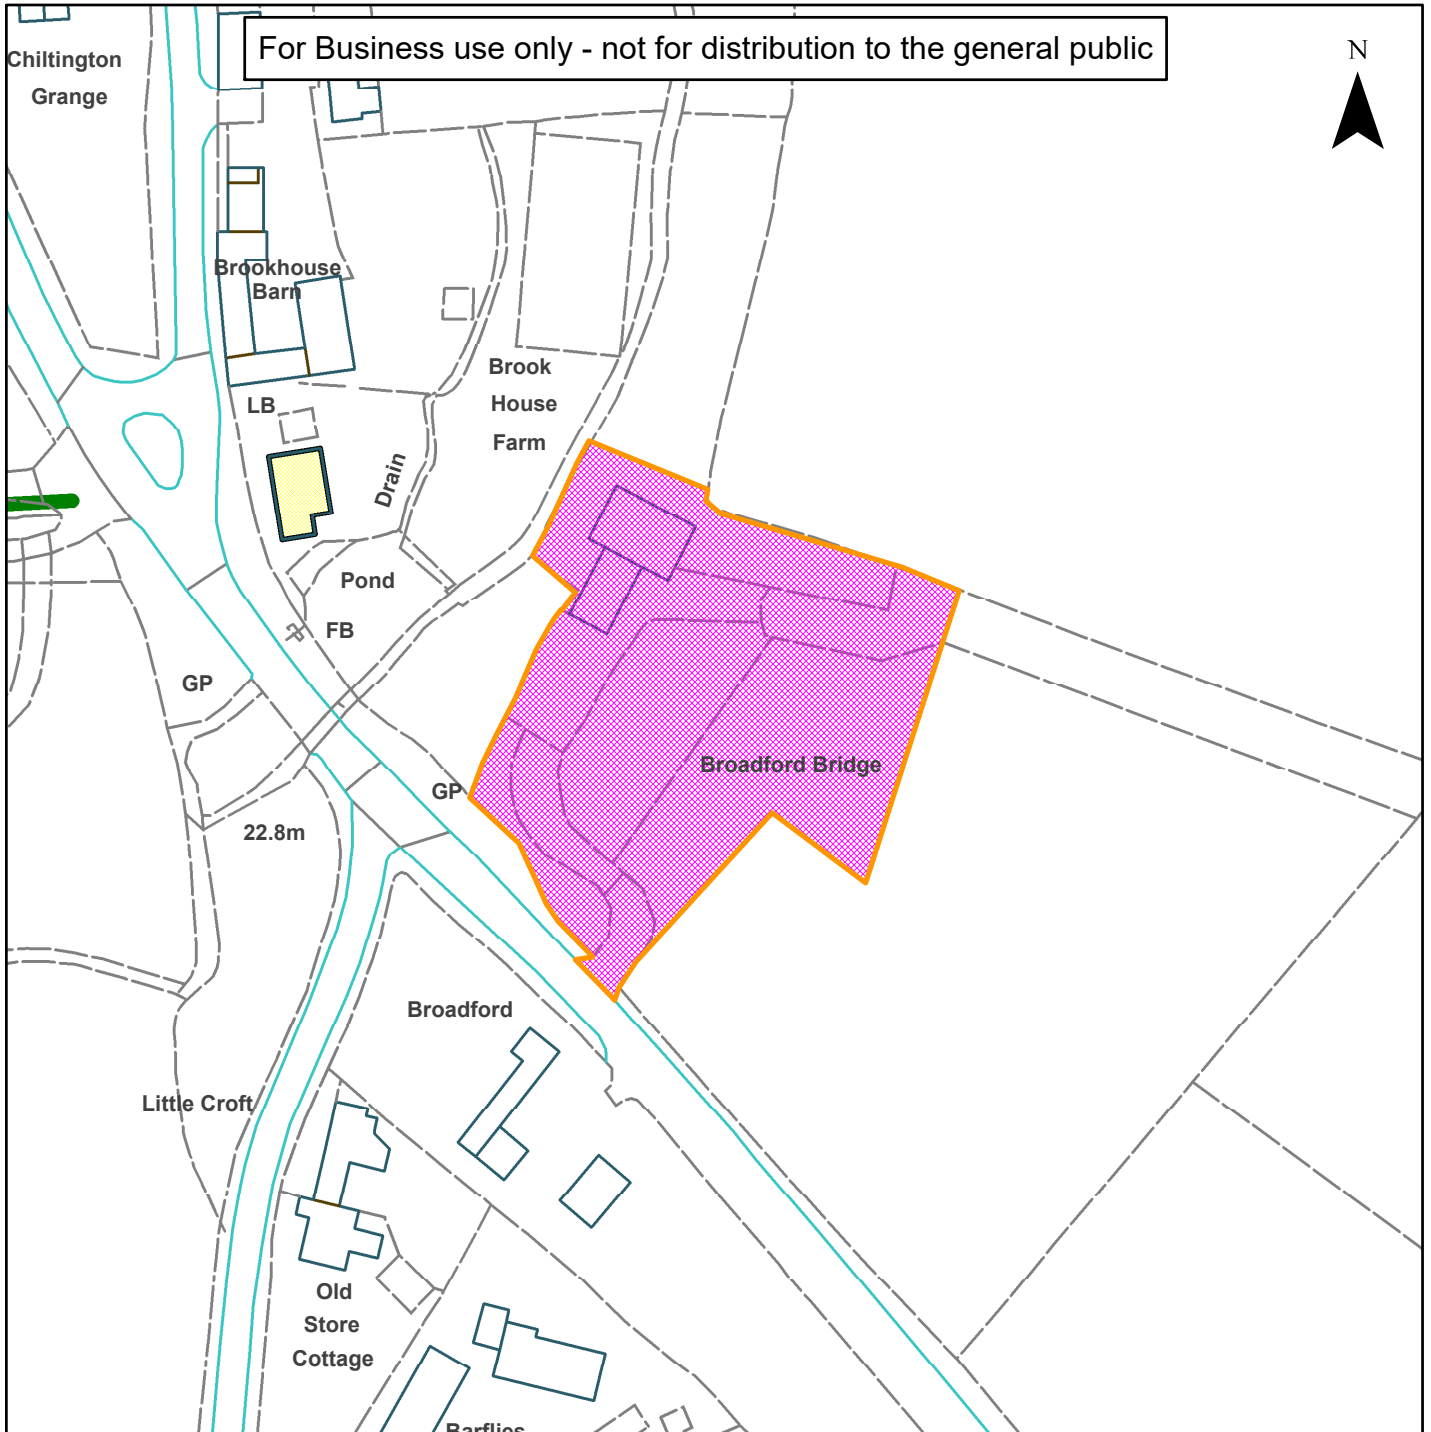 For Business use only - not for distribution to the general public
N
Chiltington
Grange
Brookhouse
Barn
Brook
House
Farm
LB
Drain
Pond
FB
GP
Broadford Bridge
GP
22.8m
Broadford
Little Croft
Old
Store
Cottage
Barflies